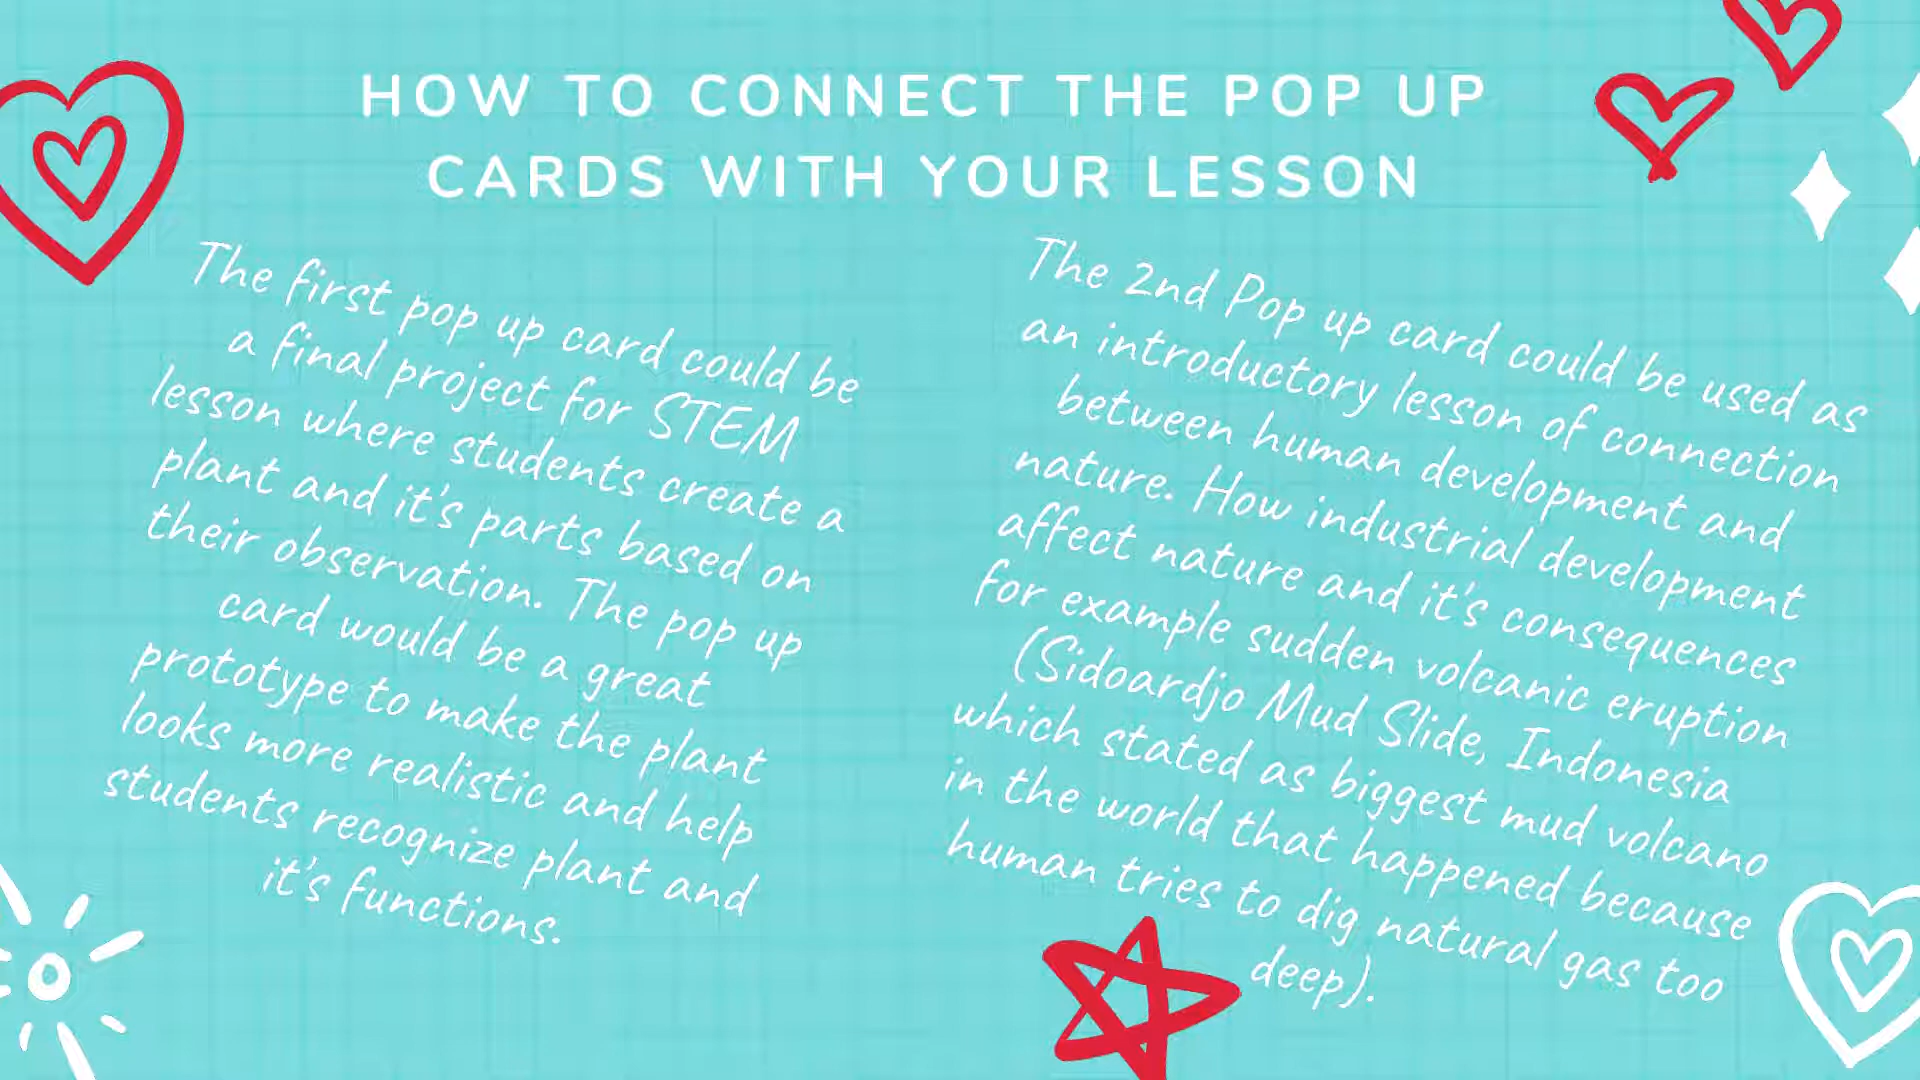 HOW TO CONNECT THE POP UP
CARDS WITH YOUR LESSON
The first pop up card could be
a final project for STEM
lesson where students create a
plant and it's parts based on
their observation. The pop up
card would be a great
prototype to make the plant
looks more realistic and help
students recognize plant and
it's functions.
The 2nd Pop up card could be used as
an introductory lesson of connection
between human development and
nature. How industrial development
affect nature and it's consequences
for example sudden volcanic eruption
(Sidoardjo Mud Slide, Indonesia
which stated as biggest mud volcano
in the world that happened because
human tries to dig natural gas too
deep).